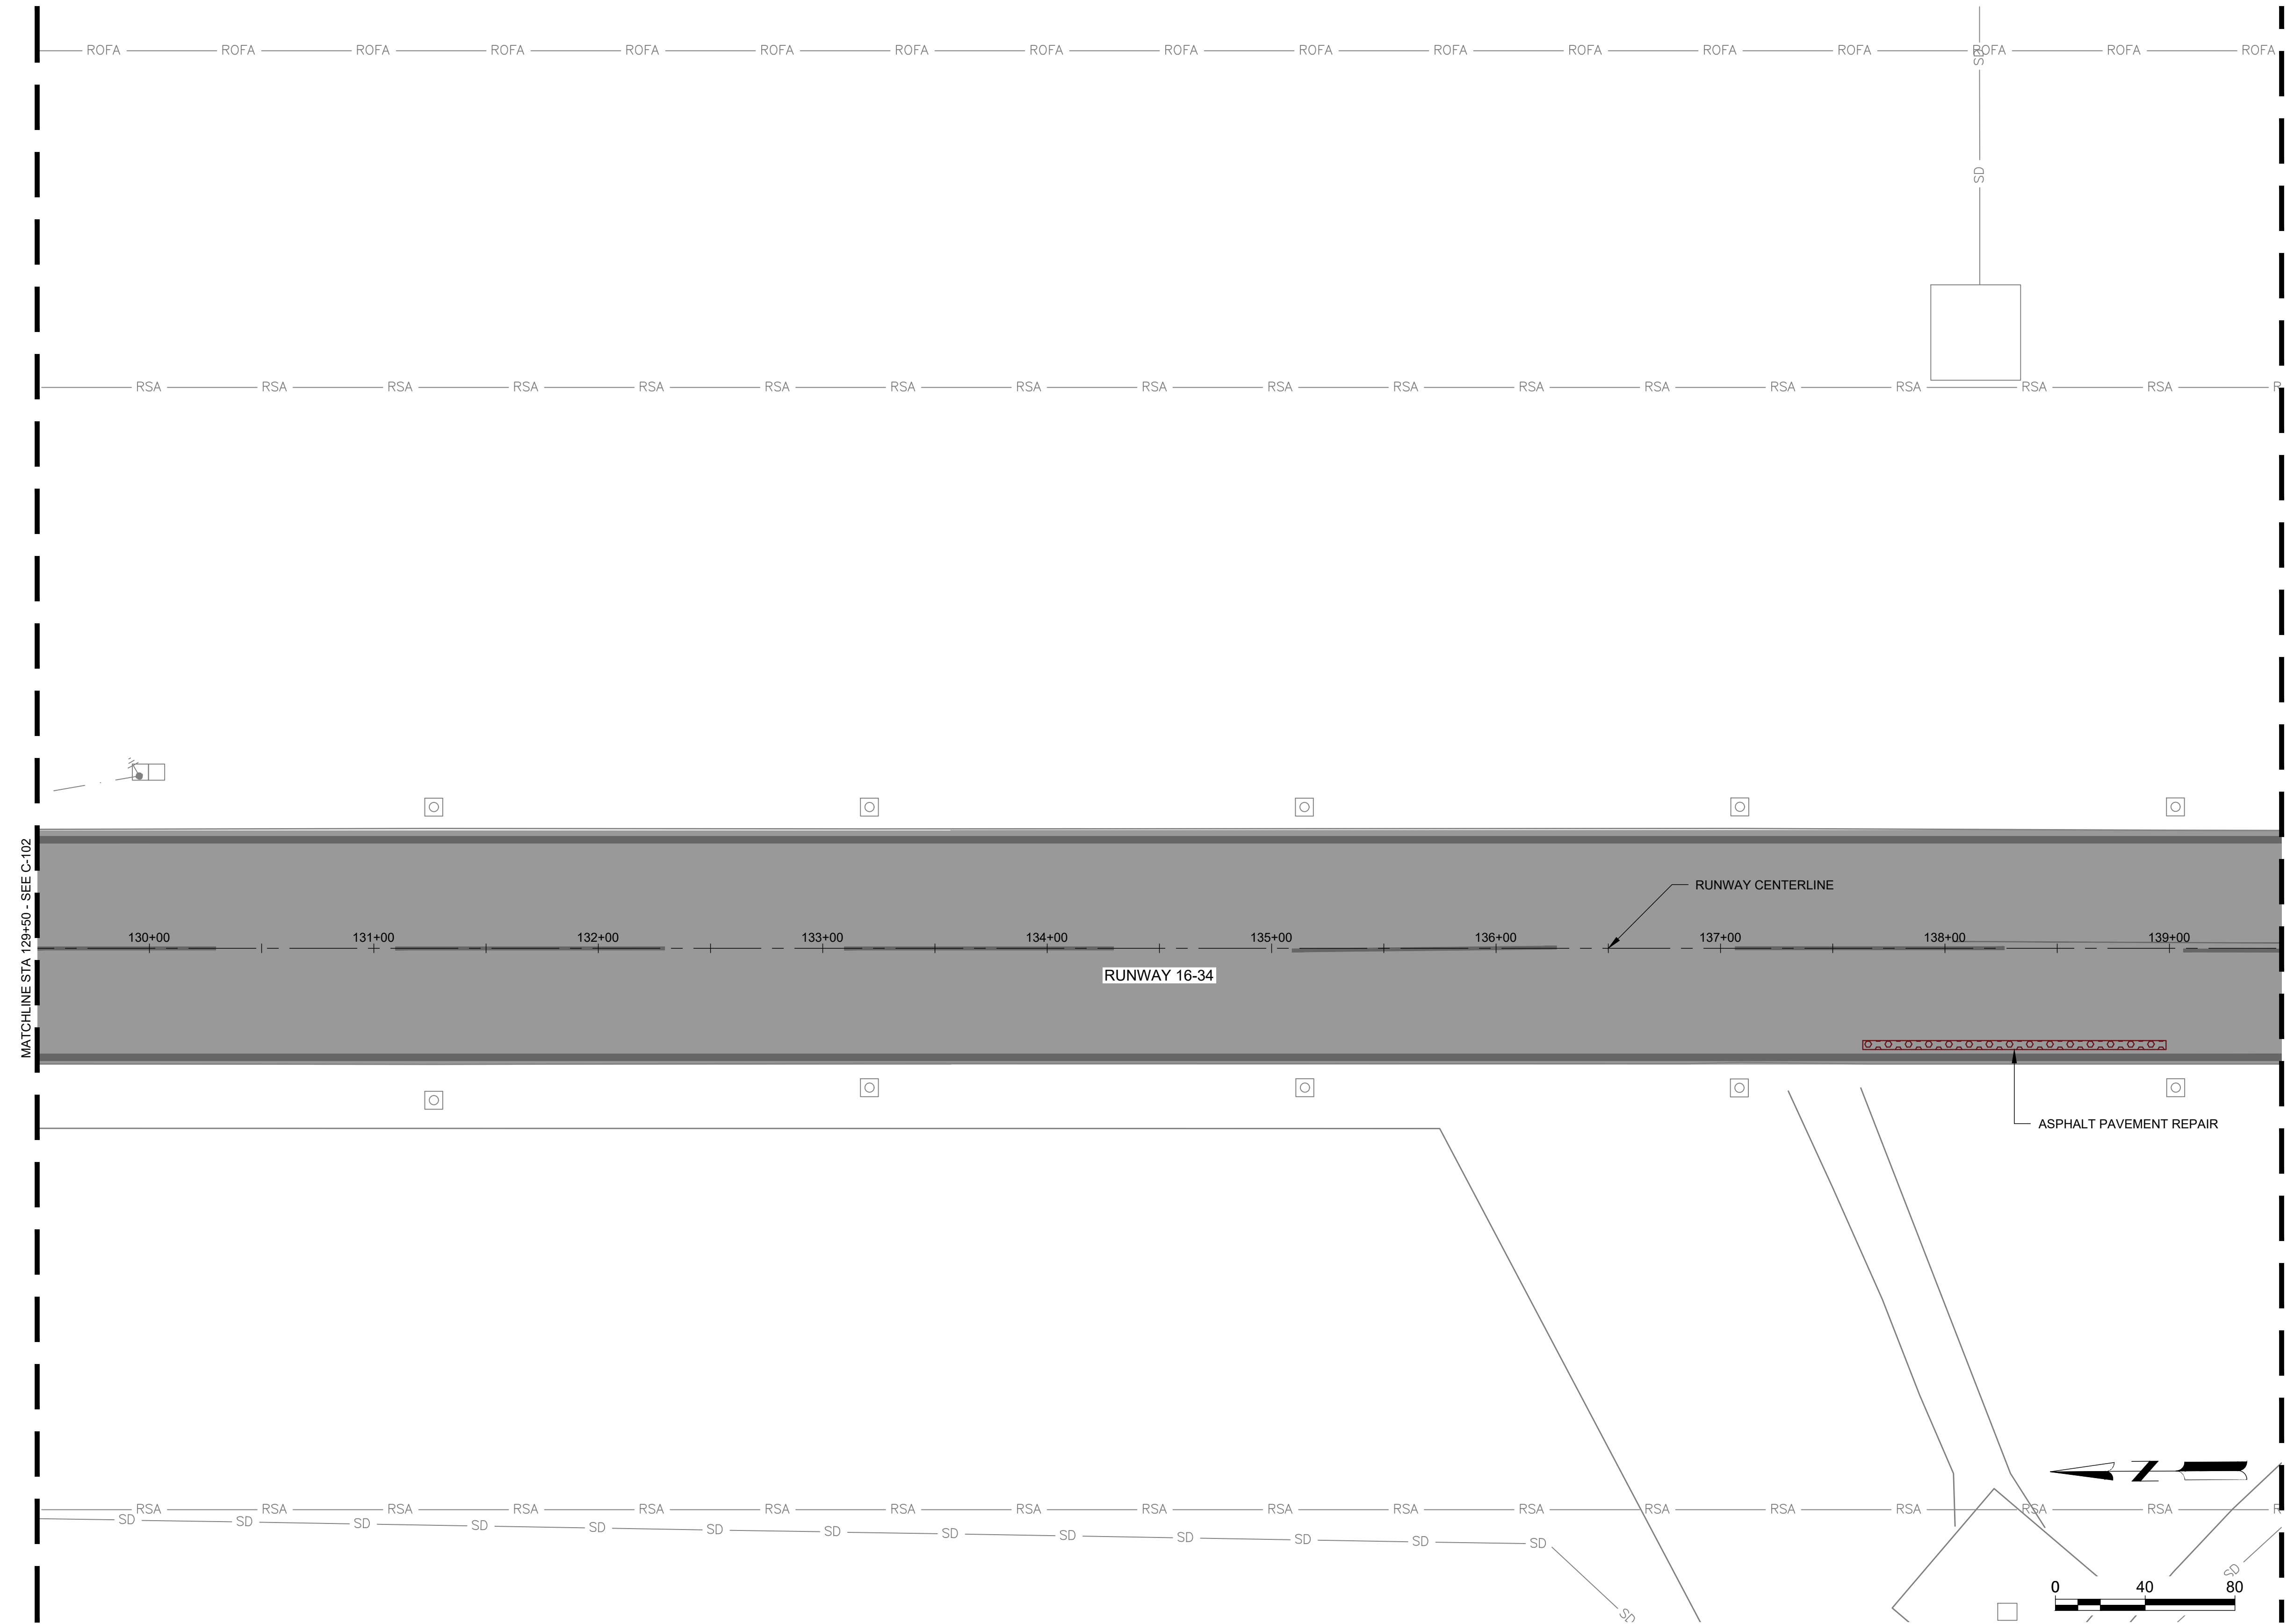 ROFA ROFA ROFA ROFA ROFA ROFA ROFA ROFA ROFA ROFA ROFA ROFA ROFA ROFA ROFA ROFA ROFA
SD
SD
RSA RSA RSA RSA RSA RSA RSA RSA RSA RSA RSA RSA RSA RSA RSA RSA RSA R
MATCHLINE STA 129+50 - SEE C-102
RUNWAY CENTERLINE
130+00 131+00 132+00 133+00 134+00 135+00 136+00 137+00 138+00 139+00
RUNWAY 16-34
ASPHALT PAVEMENT REPAIR
Z
RSA RSA RSA RSA RSA RSA RSA RSA RSA RSA RSA RSA RSA RSA RSA RSA RSA R
SD SD SD SD SD SD SD SD SD SD SD SD SD
SD
SD
0 40 80